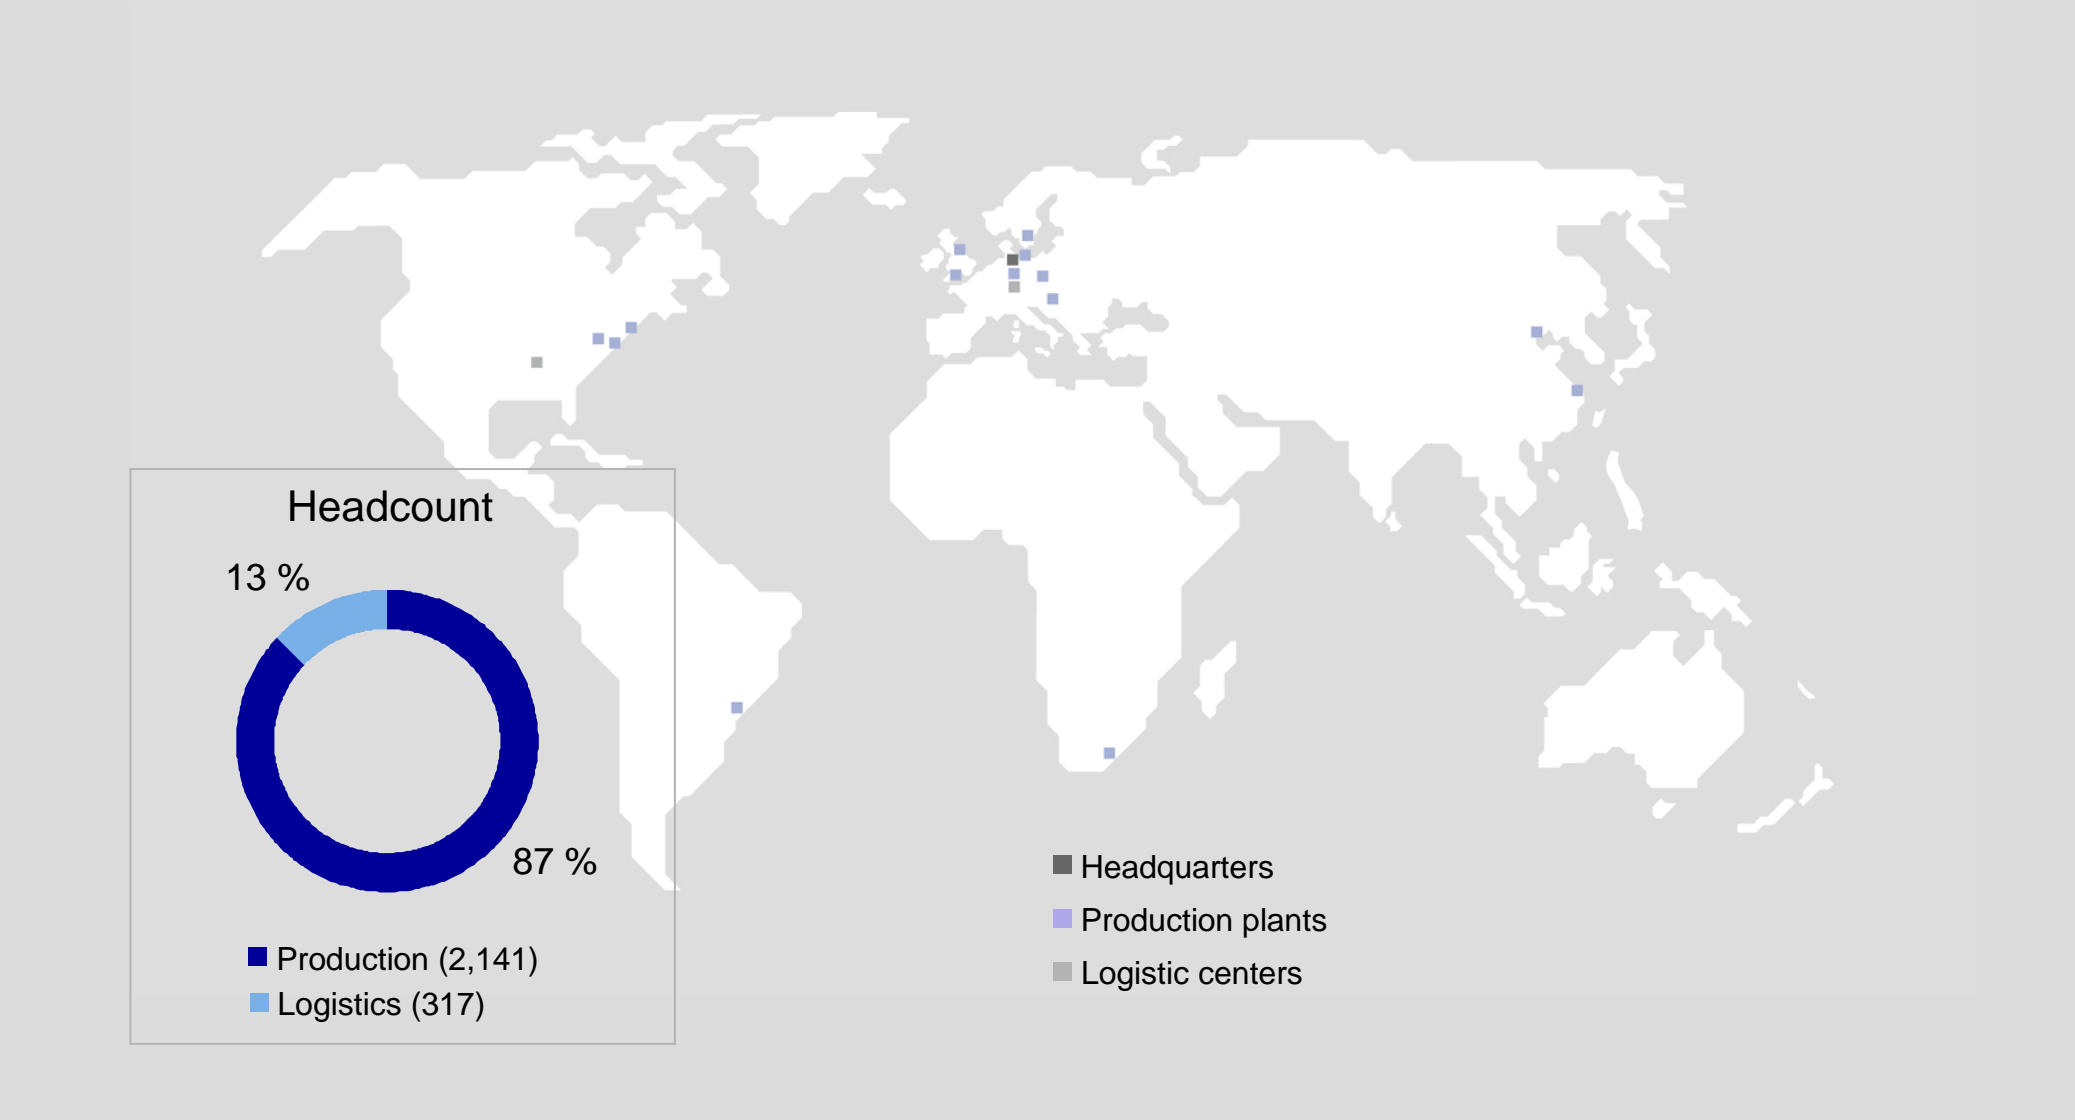 Headcount
13 %
87 %
Production (2,141)
Logistics (317)
Headquarters
Production plants
Logistic centers